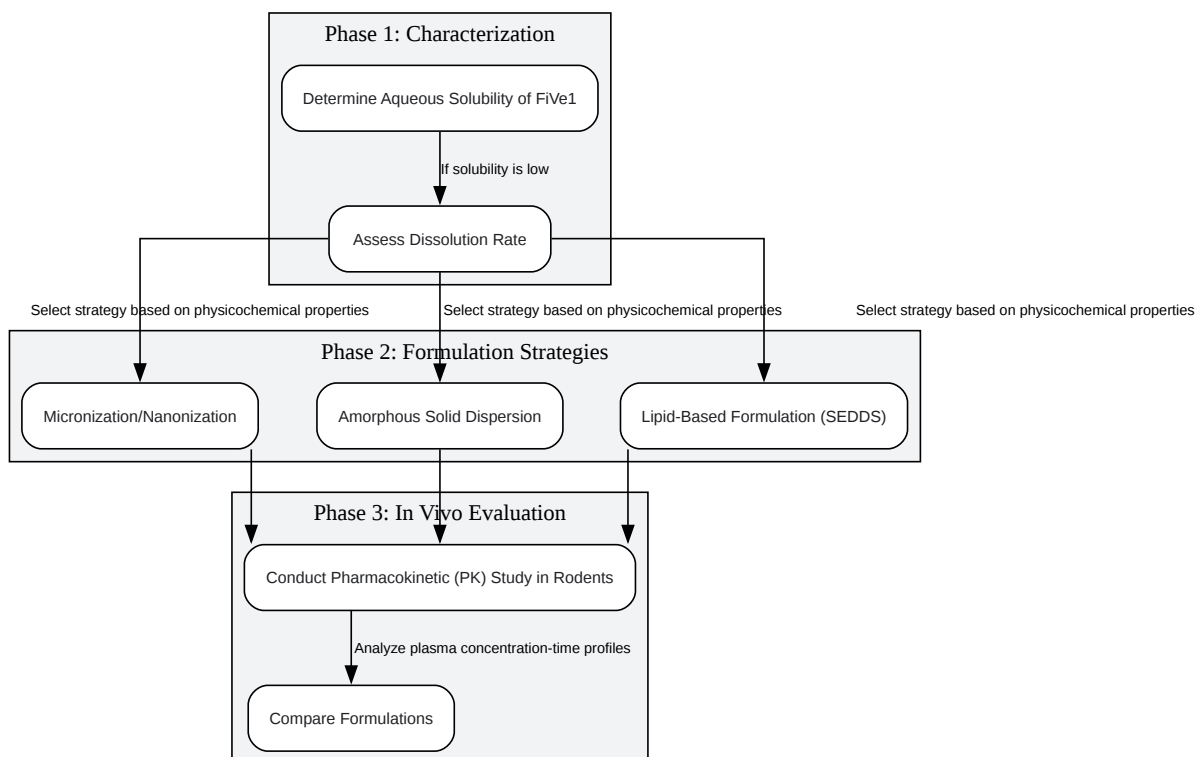 Phase 1: Characterization
Determine Aqueous Solubility of FiVe1
If solubility is low
Assess Dissolution Rate
Select strategy based on physicochemical properties
Select strategy based on physicochemical properties
Select strategy based on physicochemical properties
Phase 2: Formulation Strategies
Micronization/Nanonization
Amorphous Solid Dispersion
Lipid-Based Formulation (SEDDS)
Phase 3: In Vivo Evaluation
Conduct Pharmacokinetic (PK) Study in Rodents
Analyze plasma concentration-time profiles
Compare Formulations